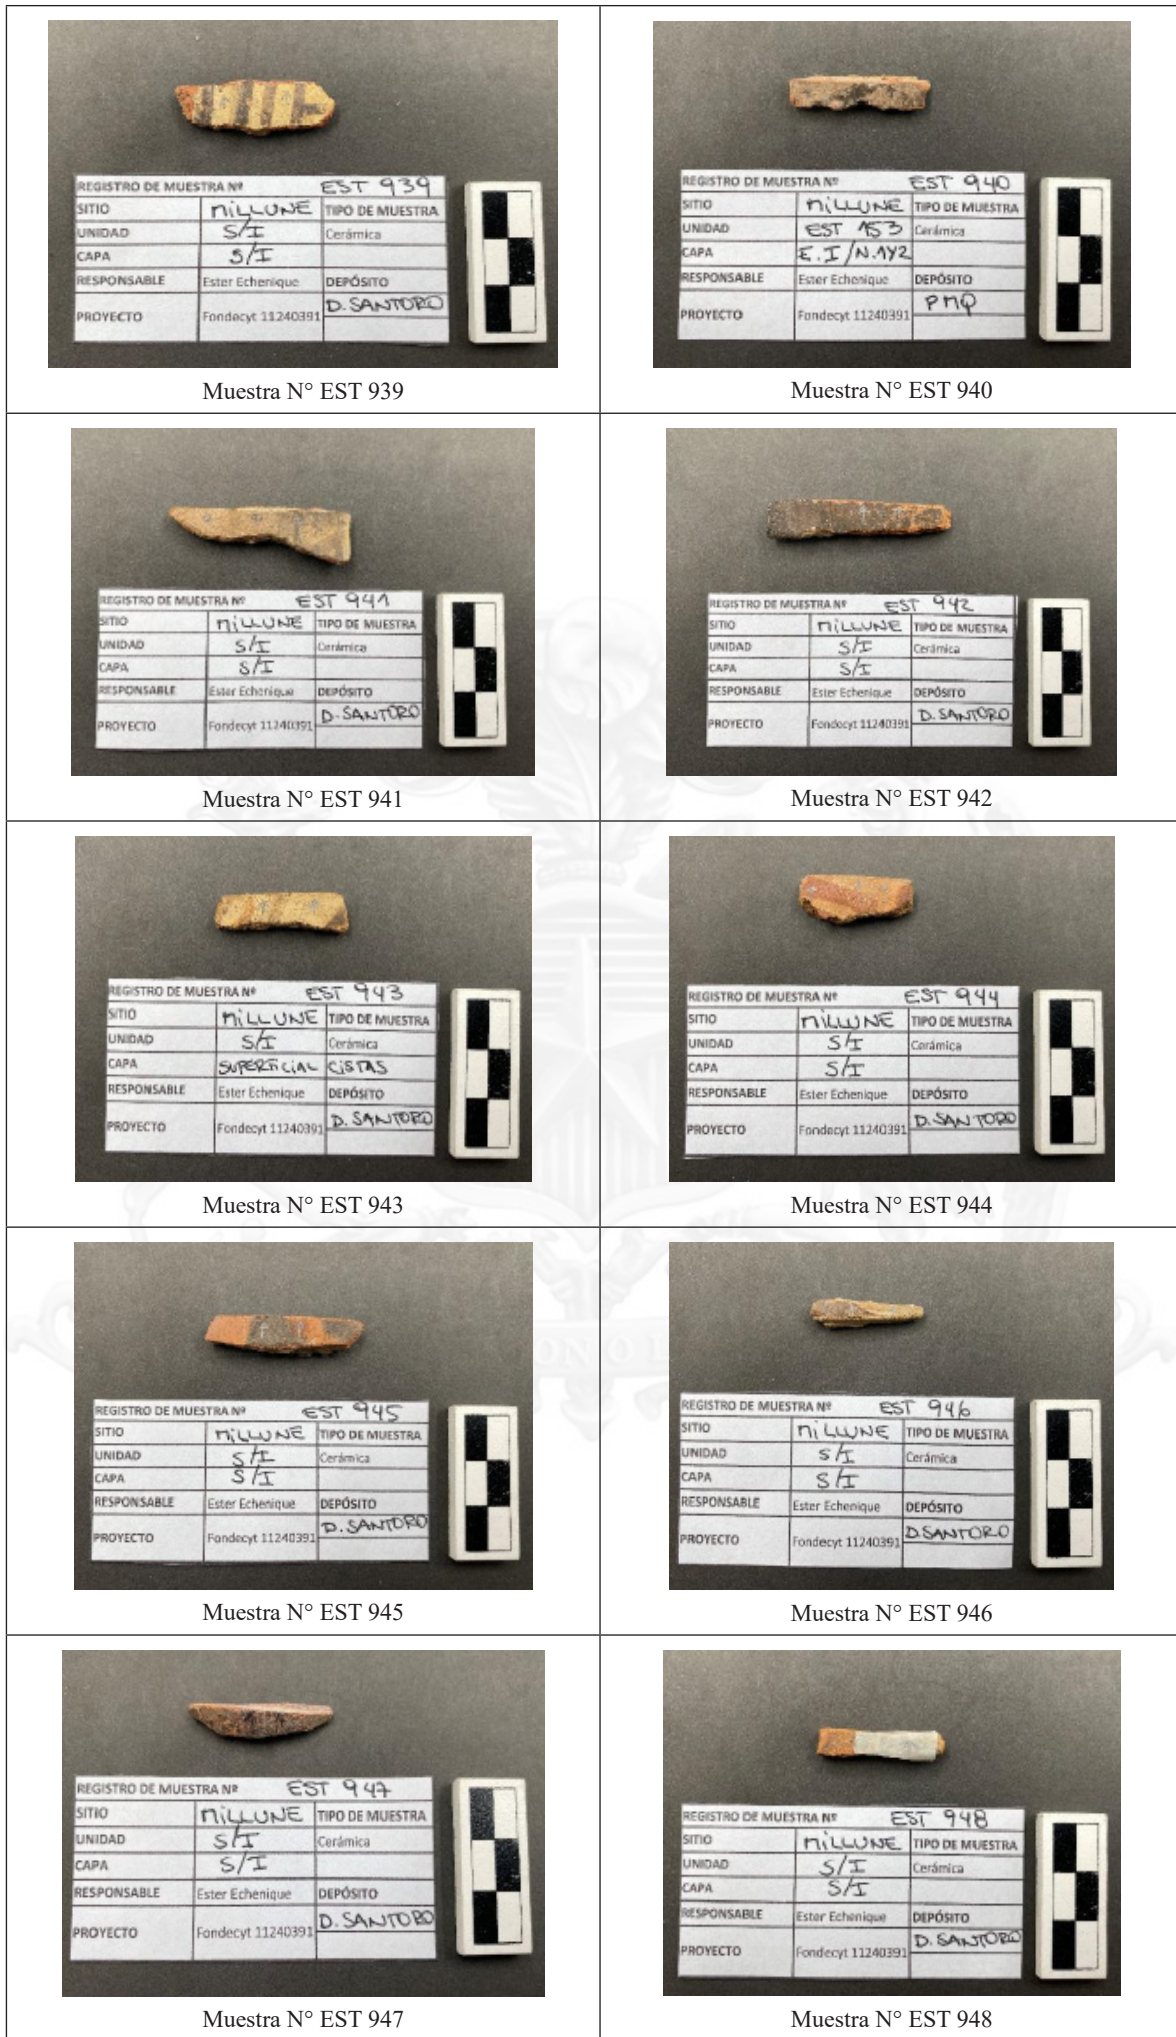 REGISTRO DE MUESTRA Nº EST 939
SITIO MILLUNE TIPO DE MUESTRA
UNIDAD S/I Cerámica
CAPA S/I
RESPONSABLE Ester Echenique DEPÓSITO
PROYECTO Fondecyt 11240391 D. SANTORO
Muestra N° EST 939
REGISTRO DE MUESTRA Nº EST 940
SITIO MILLUNE TIPO DE MUESTRA
UNIDAD EST 153 Cerámica
CAPA E.I/N.1Y2
RESPONSABLE Ester Echenique DEPÓSITO
PROYECTO Fondecyt 11240391 PMQ
Muestra N° EST 940
REGISTRO DE MUESTRA Nº EST 941
SITIO MILLUNE TIPO DE MUESTRA
UNIDAD S/I Cerámica
CAPA S/I
RESPONSABLE Ester Echenique DEPÓSITO
PROYECTO Fondecyt 11240391 D. SANTORO
Muestra N° EST 941
REGISTRO DE MUESTRA Nº EST 942
SITIO MILLUNE TIPO DE MUESTRA
UNIDAD S/I Cerámica
CAPA S/I
RESPONSABLE Ester Echenique DEPÓSITO
PROYECTO Fondecyt 11240391 D. SANTORO
Muestra N° EST 942
REGISTRO DE MUESTRA Nº EST 943
SITIO MILLUNE TIPO DE MUESTRA
UNIDAD S/I Cerámica
CAPA SUPERFICIAL CISTAS
RESPONSABLE Ester Echenique DEPÓSITO
PROYECTO Fondecyt 11240391 D. SANTORO
Muestra N° EST 943
REGISTRO DE MUESTRA Nº EST 944
SITIO MILLUNE TIPO DE MUESTRA
UNIDAD S/I Cerámica
CAPA S/I
RESPONSABLE Ester Echenique DEPÓSITO
PROYECTO Fondecyt 11240391 D. SANTORO
Muestra N° EST 944
REGISTRO DE MUESTRA Nº EST 945
SITIO MILLUNE TIPO DE MUESTRA
UNIDAD S/I Cerámica
CAPA S/I
RESPONSABLE Ester Echenique DEPÓSITO
PROYECTO Fondecyt 11240391 D. SANTORO
Muestra N° EST 945
REGISTRO DE MUESTRA Nº EST 946
SITIO MILLUNE TIPO DE MUESTRA
UNIDAD S/I Cerámica
CAPA S/I
RESPONSABLE Ester Echenique DEPÓSITO
PROYECTO Fondecyt 11240391 D. SANTORO
Muestra N° EST 946
REGISTRO DE MUESTRA Nº EST 947
SITIO MILLUNE TIPO DE MUESTRA
UNIDAD S/I Cerámica
CAPA S/I
RESPONSABLE Ester Echenique DEPÓSITO
PROYECTO Fondecyt 11240391 D. SANTORO
Muestra N° EST 947
REGISTRO DE MUESTRA Nº EST 948
SITIO MILLUNE TIPO DE MUESTRA
UNIDAD S/I Cerámica
CAPA S/I
RESPONSABLE Ester Echenique DEPÓSITO
PROYECTO Fondecyt 11240391 D. SANTORO
Muestra N° EST 948